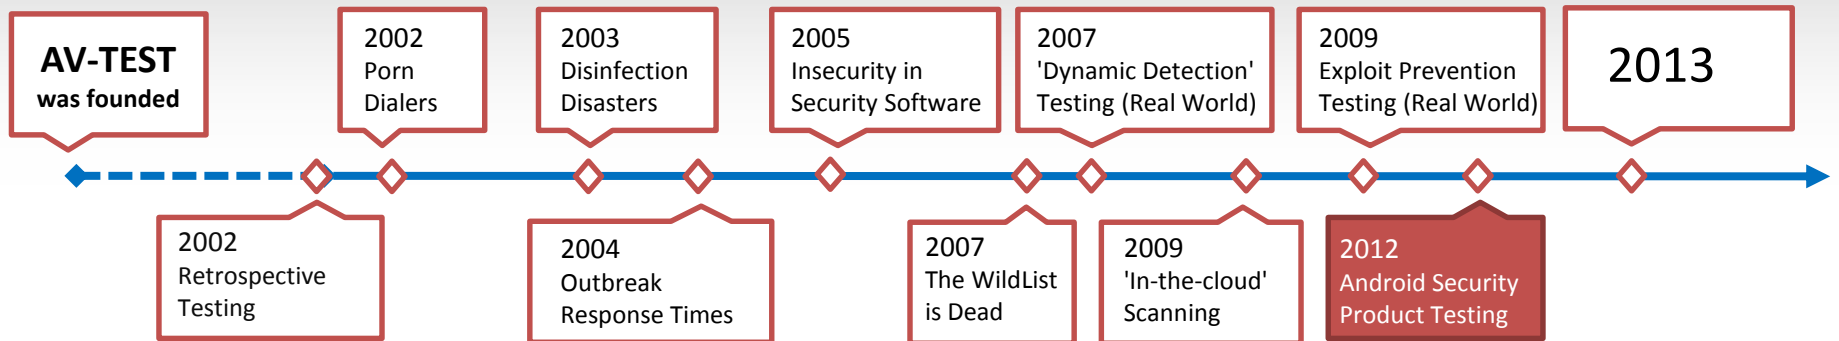 AV-TEST
was founded
2002
Porn
Dialers
2003
Disinfection
Disasters
2005
Insecurity in
Security Software
2007
'Dynamic Detection'
Testing (Real World)
2009
Exploit Prevention
Testing (Real World)
2013
2002
Retrospective
Testing
2004
Outbreak
Response Times
2007
The WildList
is Dead
2009
'In-the-cloud'
Scanning
2012
Android Security
Product Testing